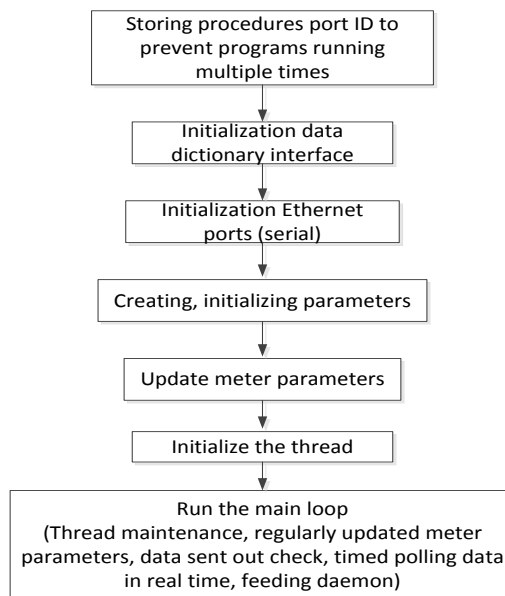 Storing procedures port ID to
prevent programs running
multiple times
Initialization data
dictionary interface
Initialization Ethernet
ports (serial)
Creating, initializing parameters
Update meter parameters
Initialize the thread
Run the main loop
(Thread maintenance, regularly updated meter
parameters, data sent out check, timed polling data
in real time, feeding daemon)